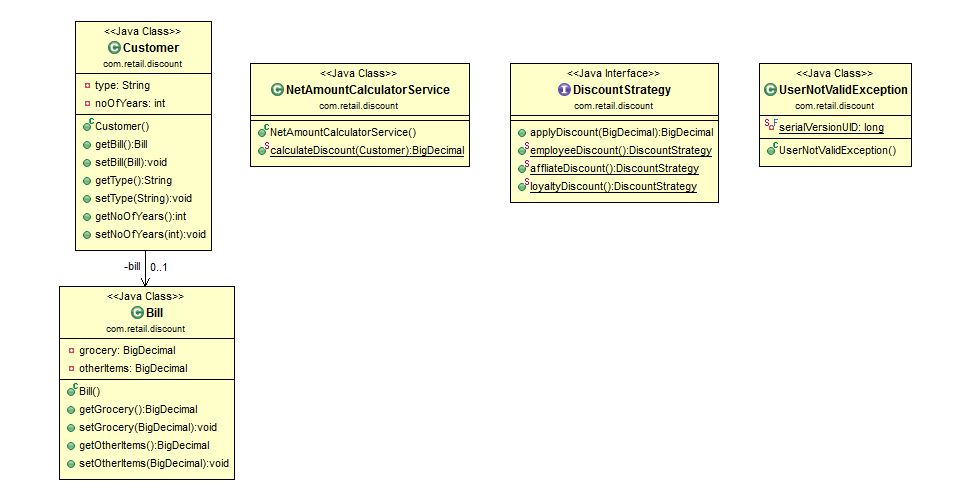 <<Java Class>>
Customer
com.retail.discount
type: String
noOfYears: int
Customer()
getBill():Bill
setBill(Bill):void
getType():String
setType(String):void
getNoOfYears():int
setNoOfYears(int):void
<<Java Class>>
NetAmountCalculatorService
com.retail.discount
NetAmountCalculatorService()
calculateDiscount(Customer):BigDecimal
<<Java Interface>>
DiscountStrategy
com.retail.discount
applyDiscount(BigDecimal):BigDecimal
employeeDiscount():DiscountStrategy
affliateDiscount():DiscountStrategy
loyaltyDiscount():DiscountStrategy
<<Java Class>>
UserNotValidException
com.retail.discount
serialVersionUID: long
UserNotValidException()
-bill 0..1
<<Java Class>>
Bill
com.retail.discount
grocery: BigDecimal
otherItems: BigDecimal
Bill()
getGrocery():BigDecimal
setGrocery(BigDecimal):void
getOtherItems():BigDecimal
setOtherItems(BigDecimal):void